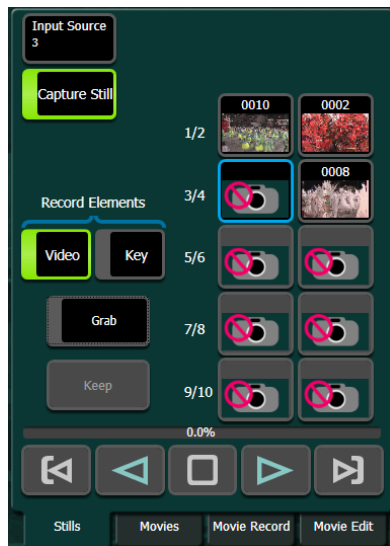 Input Source
3
Capture Still
0010
0002
1/2
0008
3/4
Record Elements
Video
Key
5/6
Grab
7/8
Keep
9/10
0.0%
Stills
Movies
Movie Record
Movie Edit